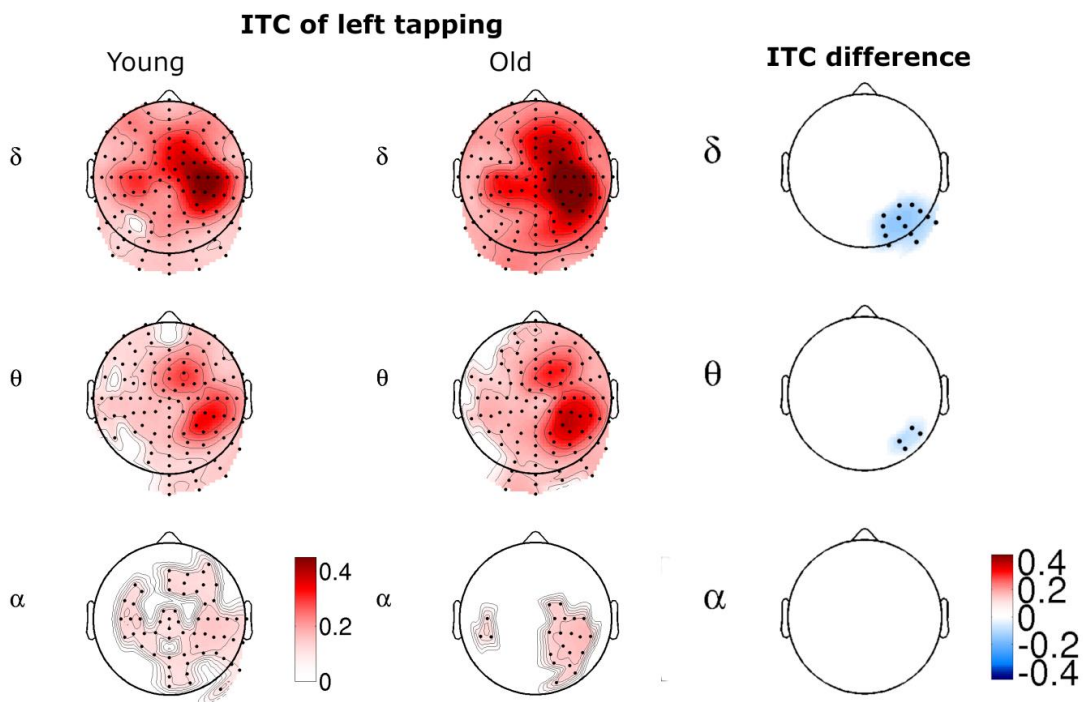 ITC of left tapping
Young Old ITC difference
δ δ δ
θ θ θ
α α α
0.4
0.2
0
0.4
0.2
0
-0.2
-0.4